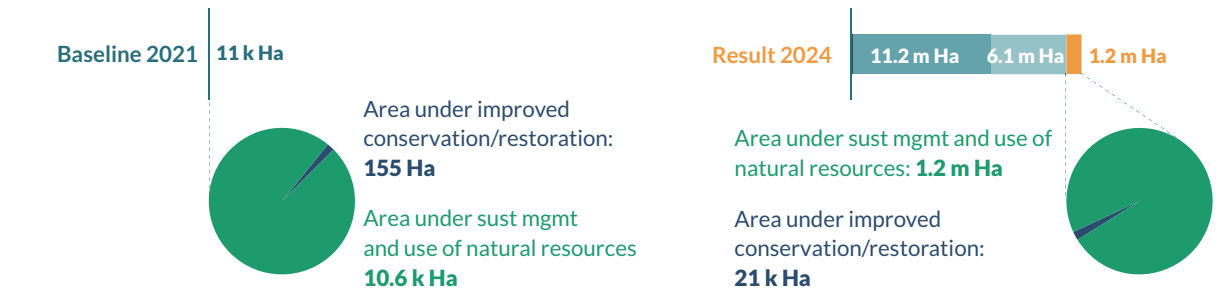 Baseline 2021
11 k Ha
Area under improved
conservation/restoration:
155 Ha
Area under sust mgmt
and use of natural resources
10.6 k Ha
Result 2024
11.2 m Ha
6.1 m Ha
1.2 m Ha
Area under sust mgmt and use of
natural resources: 1.2 m Ha
Area under improved
conservation/restoration:
21 k Ha